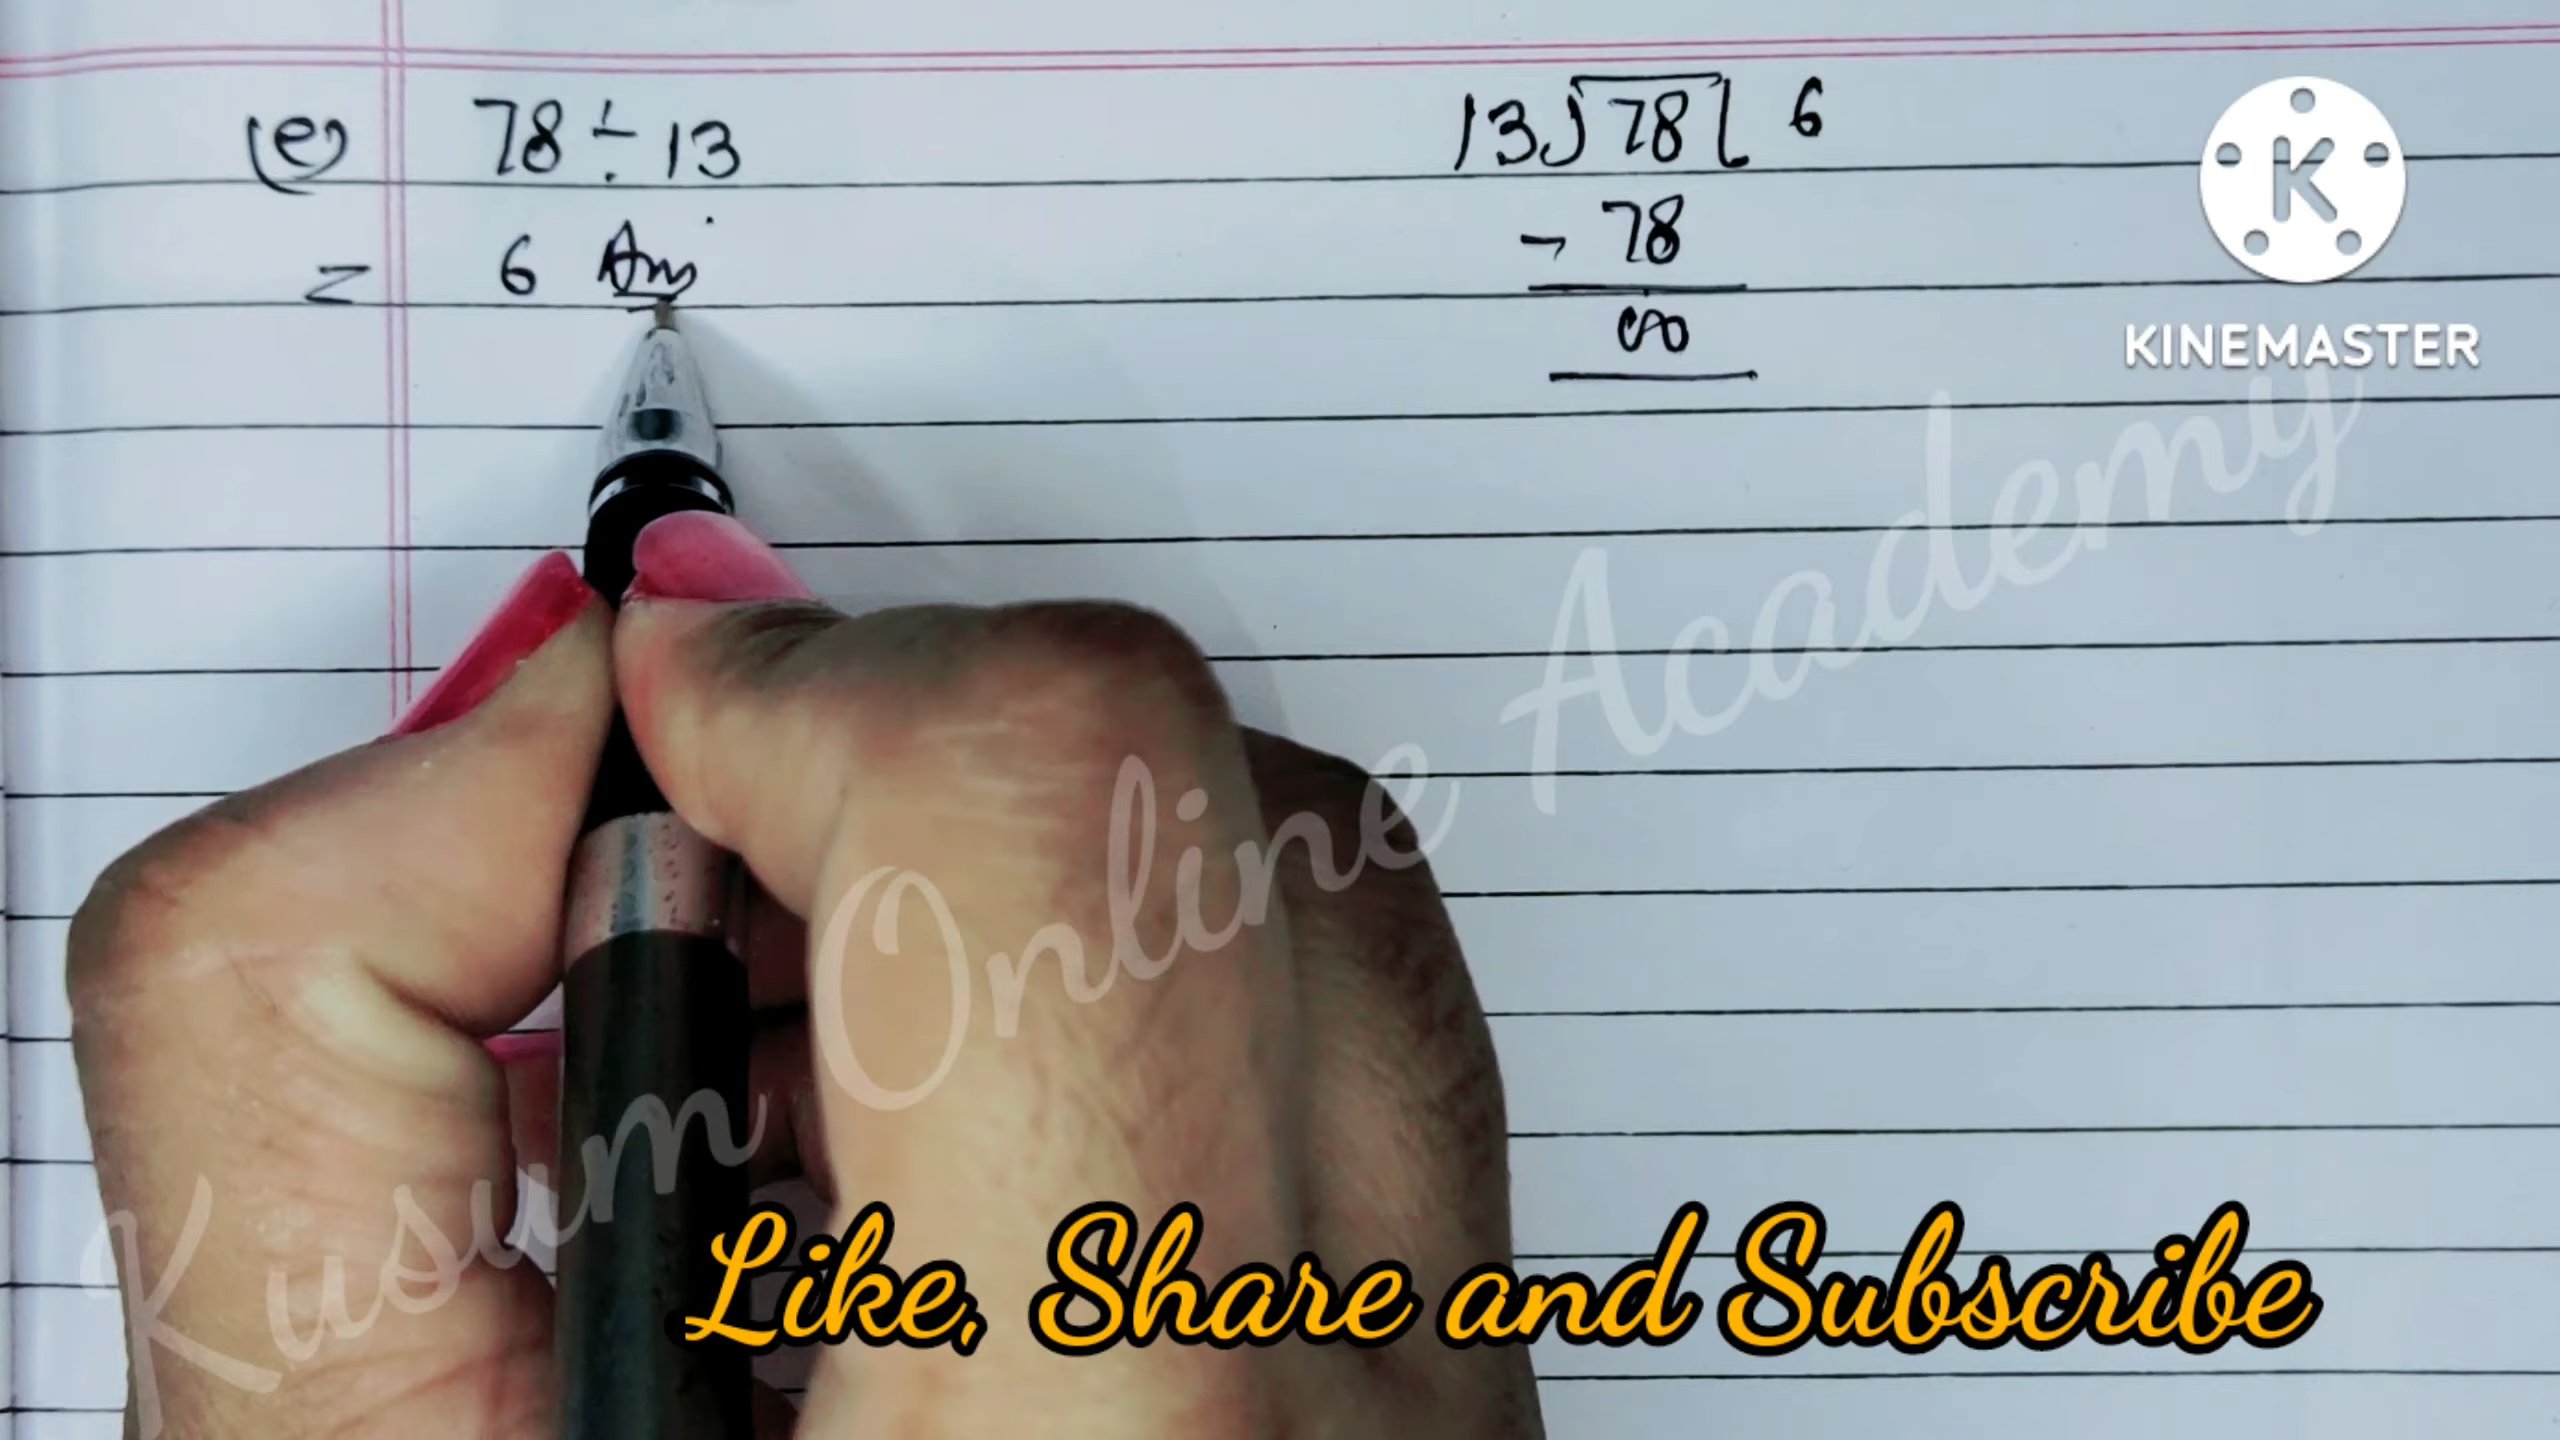 (e) 78 ÷ 13
= 6 Ans.
13)78( 6
- 78
00
KINEMASTER
Kusum Online Academy
Like, Share and Subscribe